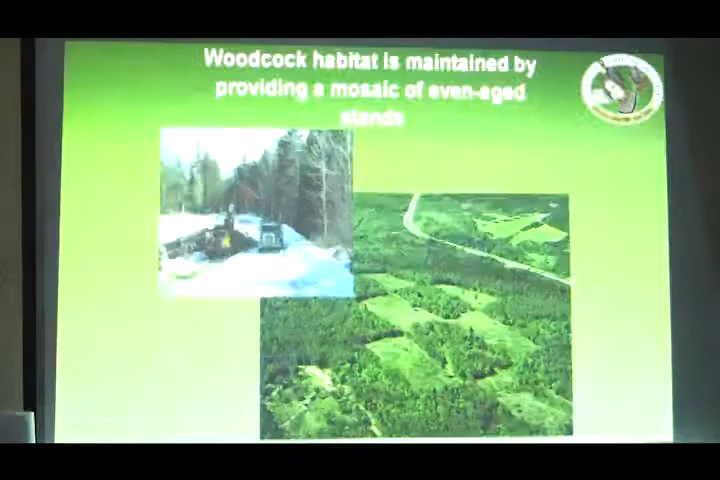 Woodcock habitat is maintained by
providing a mosaic of even-aged
stands